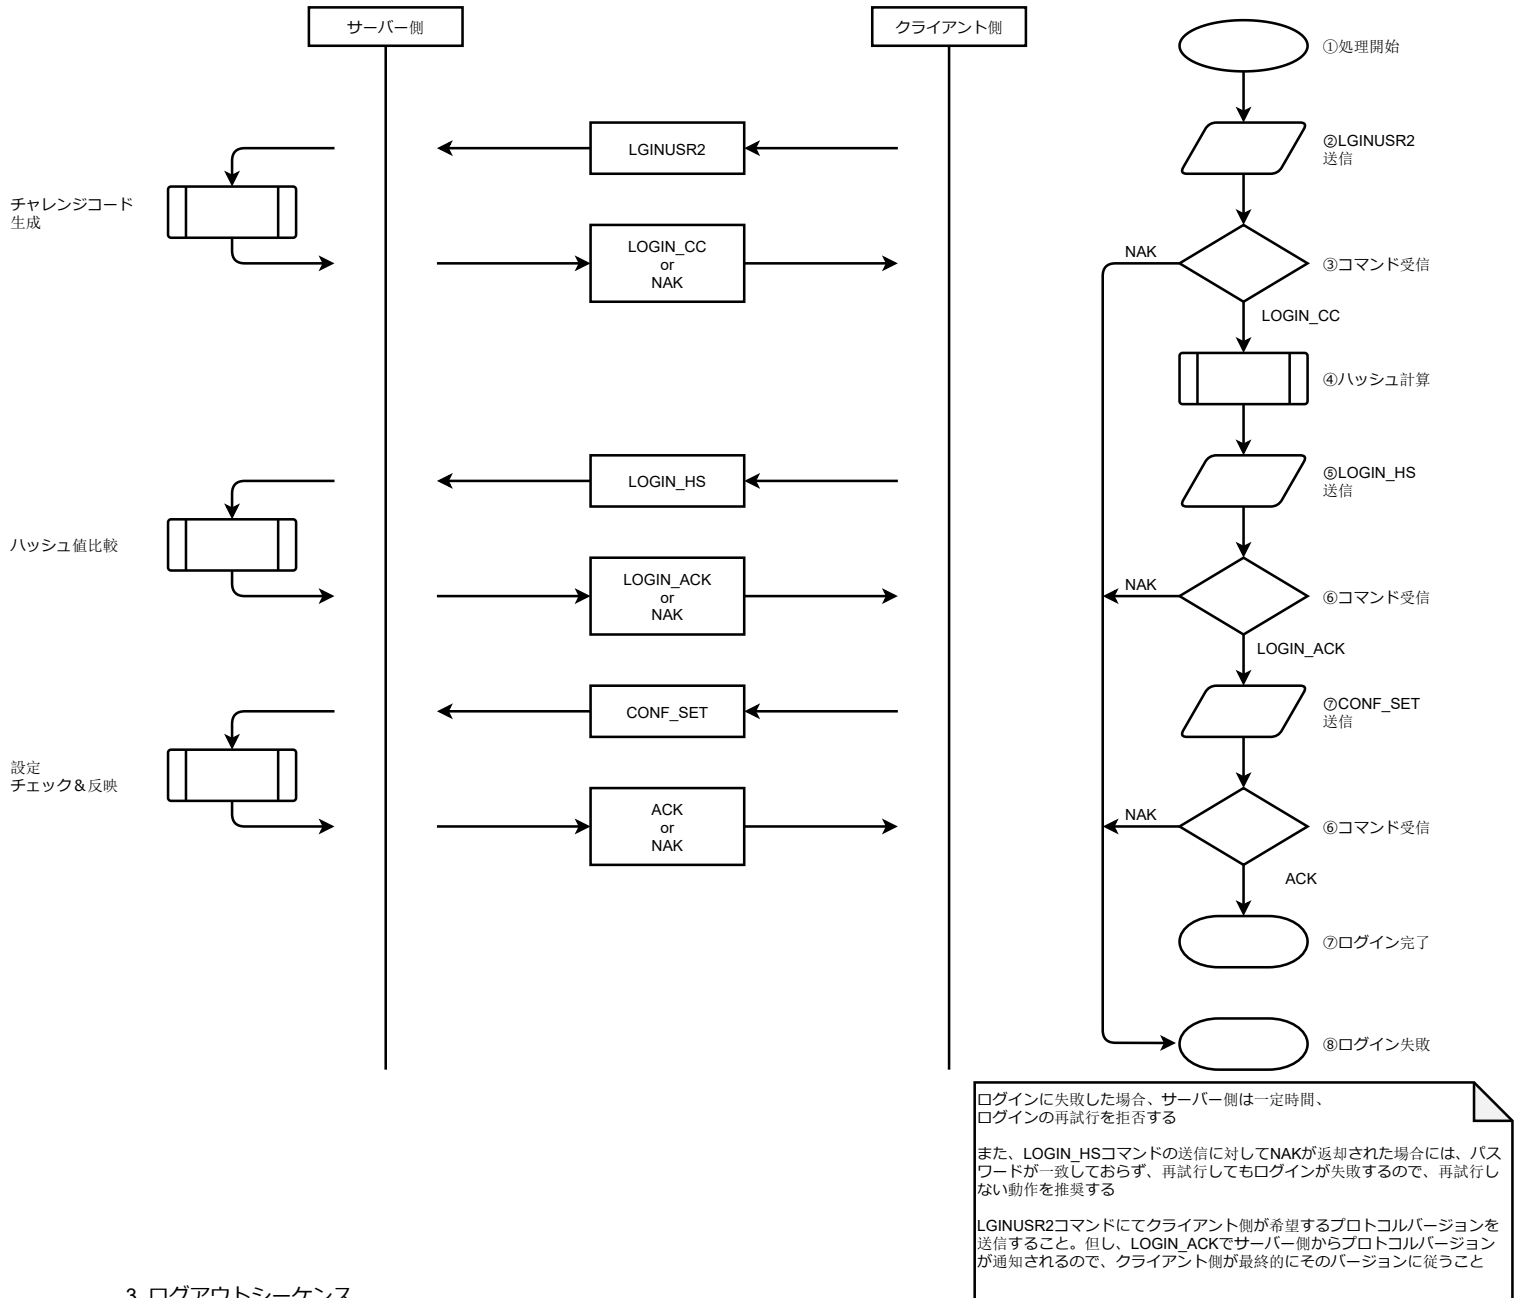 サーバー側
クライアント側
①処理開始
LGINUSR2
②LGINUSR2
送信
チャレンジコード
生成
LOGIN_CC
or
NAK
NAK
③コマンド受信
LOGIN_CC
④ハッシュ計算
LOGIN_HS
⑤LOGIN_HS
送信
ハッシュ値比較
LOGIN_ACK
or
NAK
NAK
⑥コマンド受信
LOGIN_ACK
CONF_SET
⑦CONF_SET
送信
設定
チェック&反映
ACK
or
NAK
NAK
⑥コマンド受信
ACK
⑦ログイン完了
⑧ログイン失敗
ログインに失敗した場合、サーバー側は一定時間、
ログインの再試行を拒否する
また、LOGIN_HSコマンドの送信に対してNAKが返却された場合には、パス
ワードが一致しておらず、再試行してもログインが失敗するので、再試行し
ない動作を推奨する
LGINUSR2コマンドにてクライアント側が希望するプロトコルバージョンを
送信すること。但し、LOGIN_ACKでサーバー側からプロトコルバージョン
が通知されるので、クライアント側が最終的にそのバージョンに従うこと
3. ログアウトシーケンス